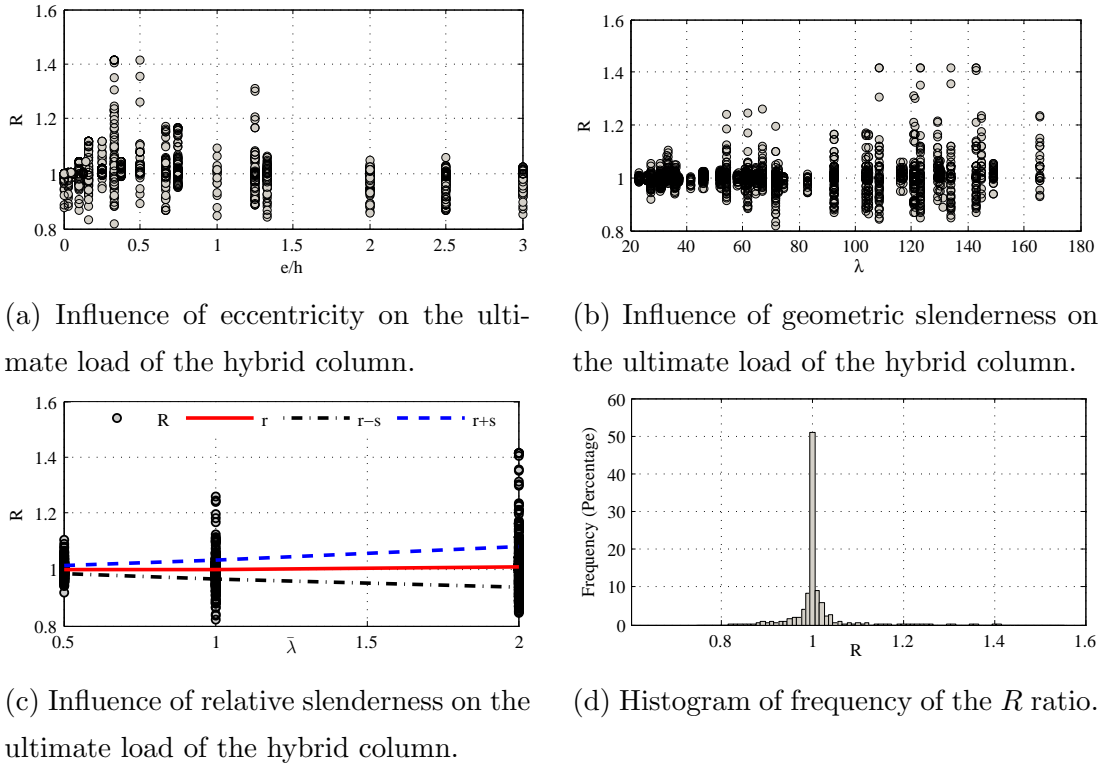 1.6
1.4
1.2
1
0.8
R
0 0.5 1 1.5 2 2.5 3
e/h
1.6
1.4
1.2
1
0.8
R
20 40 60 80 100 120 140 160 180
λ
(a) Influence of eccentricity on the ulti-
mate load of the hybrid column.
(b) Influence of geometric slenderness on
the ultimate load of the hybrid column.
1.6
1.4
1.2
1
0.8
R
R r r−s r+s
0.5 1 1.5 2
λ̄
60
50
40
30
20
10
0
Frequency (Percentage)
0.8 1 1.2 1.4 1.6
R
(c) Influence of relative slenderness on the
ultimate load of the hybrid column.
(d) Histogram of frequency of the R ratio.